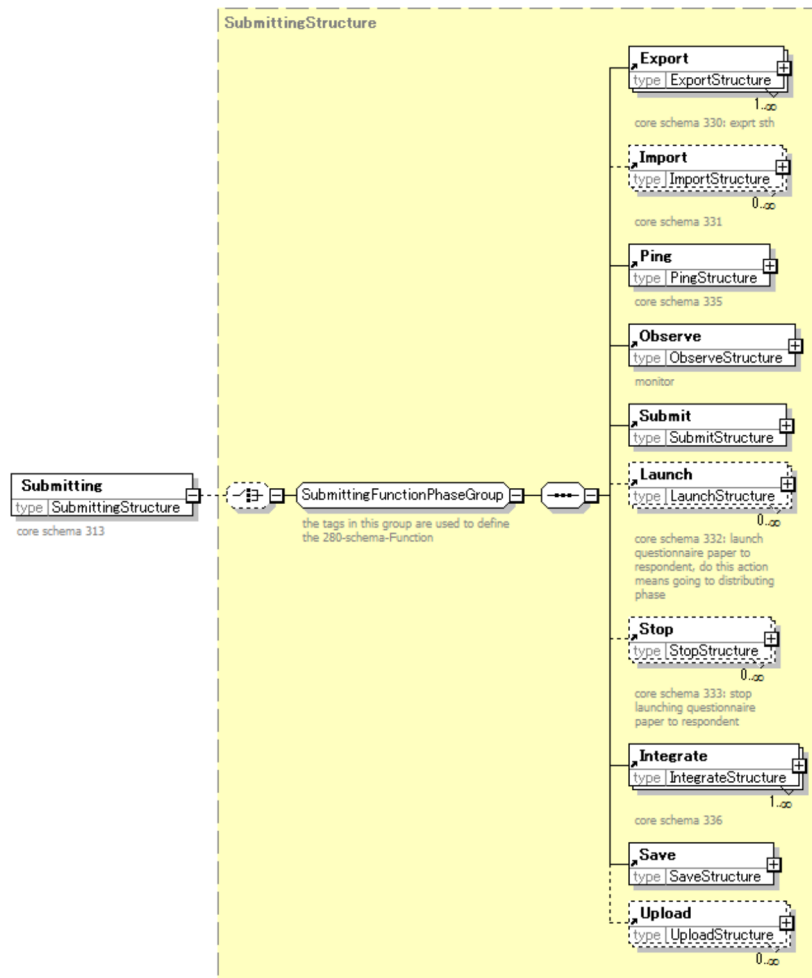 SubmittingStructure
Export
type ExportStructure
1..∞
core schema 330: exprt sth
Import
type ImportStructure
0..∞
core schema 331
Ping
type PingStructure
core schema 335
Observe
type ObserveStructure
monitor
Submit
type SubmitStructure
Submitting
type SubmittingStructure
core schema 313
SubmittingFunctionPhaseGroup
the tags in this group are used to define
the 280-schema-Function
Launch
type LaunchStructure
0..∞
core schema 332: launch
questionnaire paper to
respondent, do this action
means going to distributing
phase
Stop
type StopStructure
0..∞
core schema 333: stop
launching questionnaire
paper to respondent
Integrate
type IntegrateStructure
1..∞
core schema 336
Save
type SaveStructure
Upload
type UploadStructure
0..∞